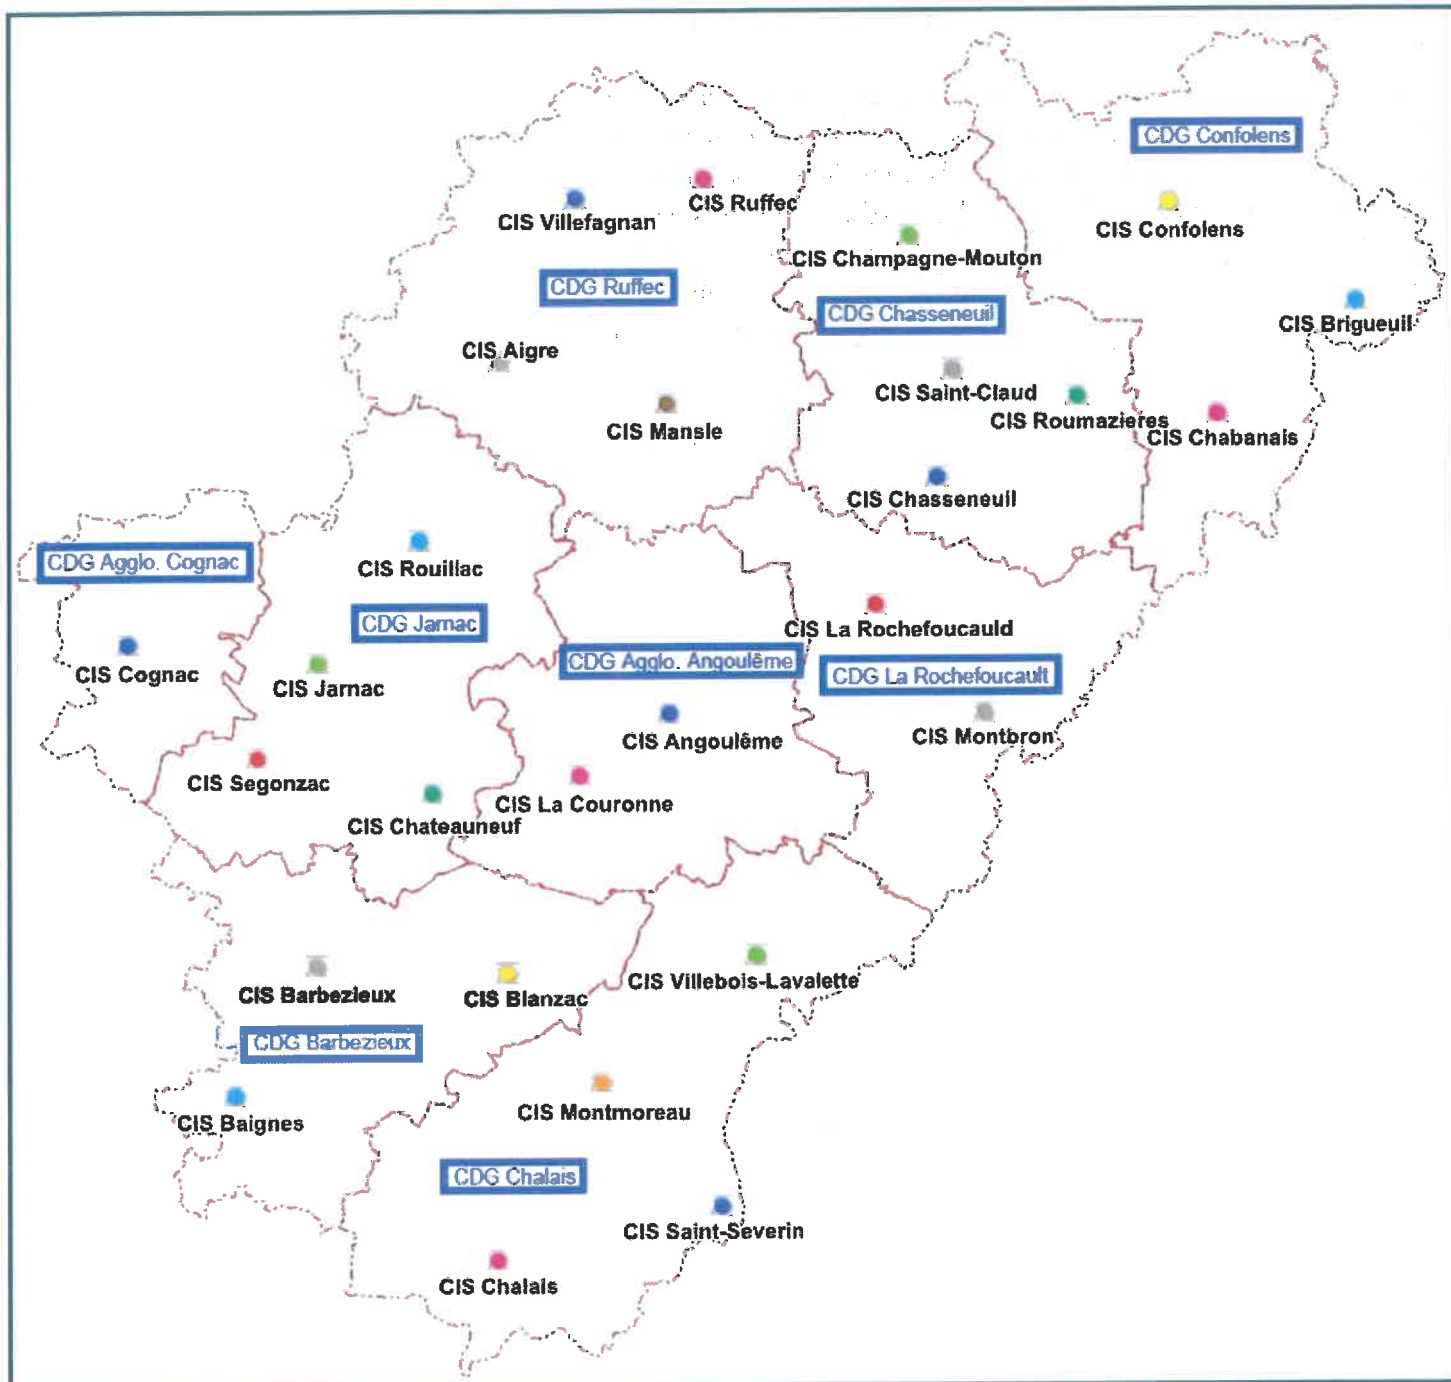 CDG Confolens
CIS Ruffec
CIS Villefagnan
CIS Confolens
CIS Champagne-Mouton
CDG Ruffec
CDG Chasseneuil
CIS Brigueuil
CIS Aigre
CIS Saint-Claud
CIS Roumazieres
CIS Mansle
CIS Chabanais
CIS Chasseneuil
CDG Agglo. Cognac
CIS Rouillac
CDG Jarnac
CIS La Rochefoucauld
CDG Agglo. Angoulême
CIS Cognac
CDG La Rochefoucault
CIS Jarnac
CIS Angoulême
CIS Montbron
CIS Segonzac
CIS La Couronne
CIS Chateauneuf
CIS Villebois-Lavalette
CIS Barbezieux
CIS Blanzac
CDG Barbezieux
CIS Montmoreau
CIS Baignes
CDG Chalais
CIS Saint-Severin
CIS Chalais